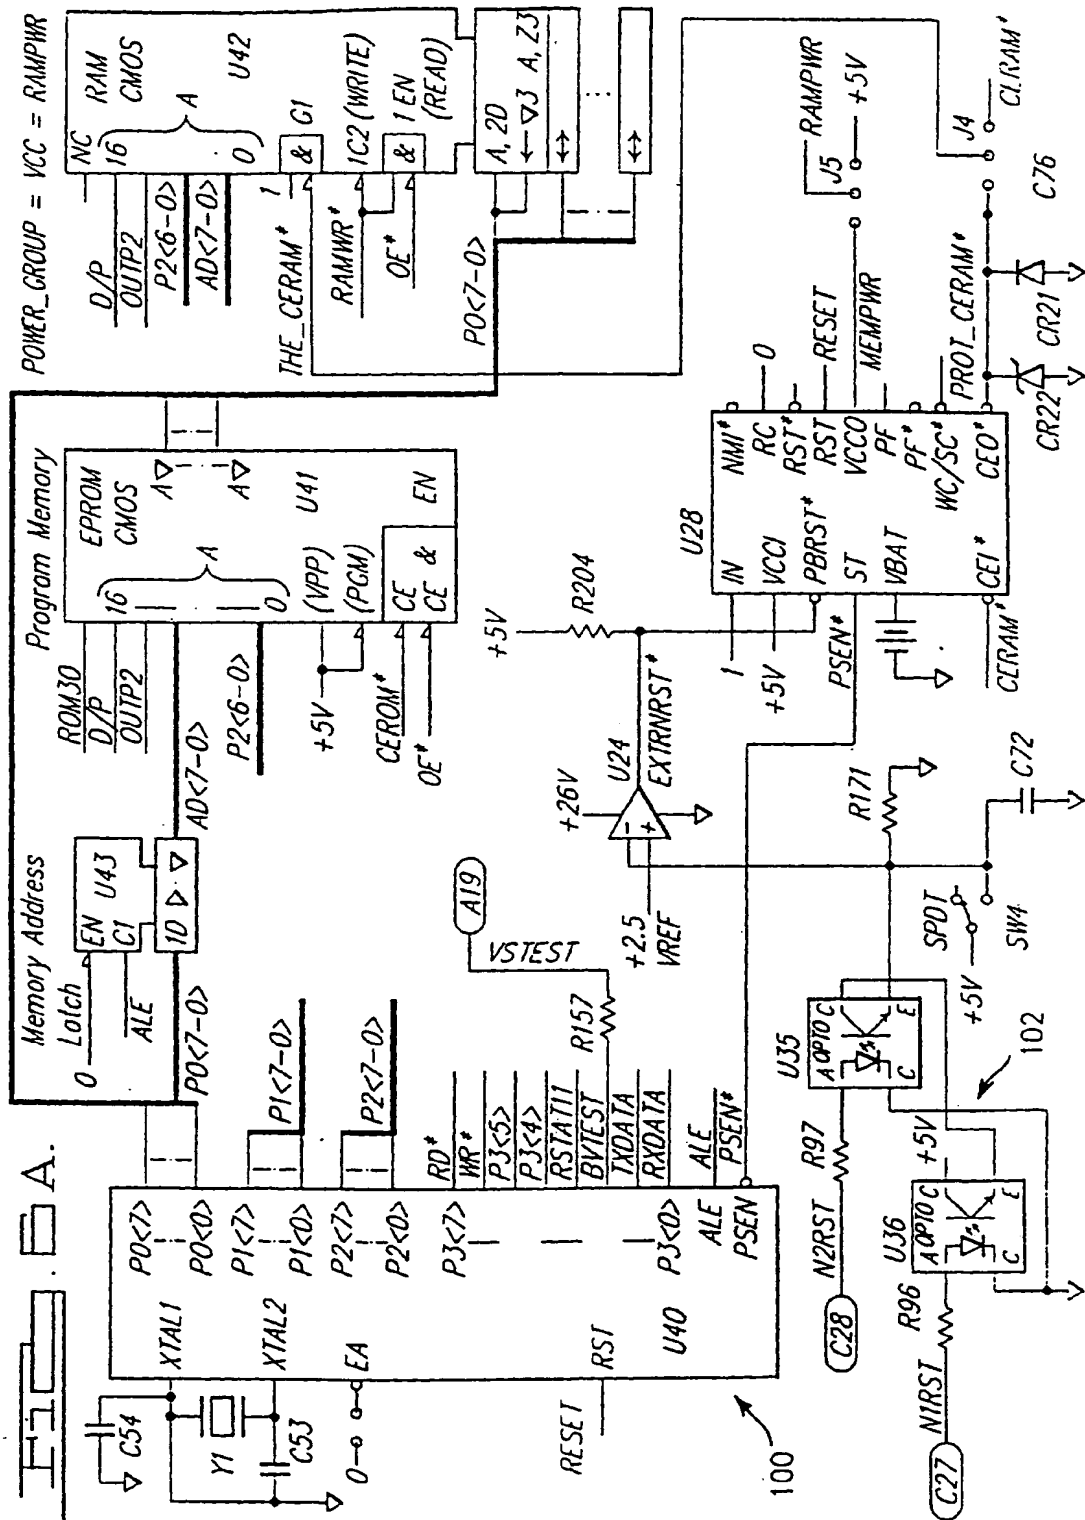 FIG. 5A.
POWER_GROUP = VCC = RAMPWR
Memory Address
Latch
0
EN
C1
U43
ALE
1D
P0<7-0>
AD<7-0>
Program Memory
ROM30
D/P
OUTP2
P2<6-0>
+5V
CEROM*
OE*
16
0
A
EPROM
CMOS
A
A
U41
(VPP)
(PGM)
CE
CE &
EN
NC
D/P
OUTP2
P2<6-0>
AD<7-0>
THE_CERAM*
1
RAMWR*
OE*
P0<7-0>
16
0
A
RAM
CMOS
U42
&
G1
1C2 (WRITE)
&
1 EN
(READ)
A, 2D
3
A, Z3
C54
Y1
C53
0
RESET
XTAL1
XTAL2
EA
RST
U40
100
P0<7>
P0<0>
P1<7>
P1<0>
P2<7>
P2<0>
P3<7>
P3<0>
ALE
PSEN
P1<7-0>
P2<7-0>
RD*
WR*
P3<5>
P3<4>
RSTAT11
BVTEST
TXDATA
RXDATA
ALE
PSEN*
R157
VSTEST
A19
+26V
U24
-
+
+2.5
VREF
EXTRNRST*
+5V
R204
1
+5V
PSEN*
CERAM*
U28
IN
VCCI
PBRST*
ST
VBAT
CEI*
NMI*
RC
RST*
RST
VCCO
PF
PF*
WC/SC*
CEO*
0
RESET
MEMPWR
PROT_CERAM*
RAMPWR
J5
+5V
J4
CLRAM*
CR22
CR21
C76
C28
N2RST
R97
U35
A
OPTO
C
C
E
R171
C72
SPDT
+5V
SW4
C27
N1RST
R96
U36
A
OPTO
C
C
E
+5V
102